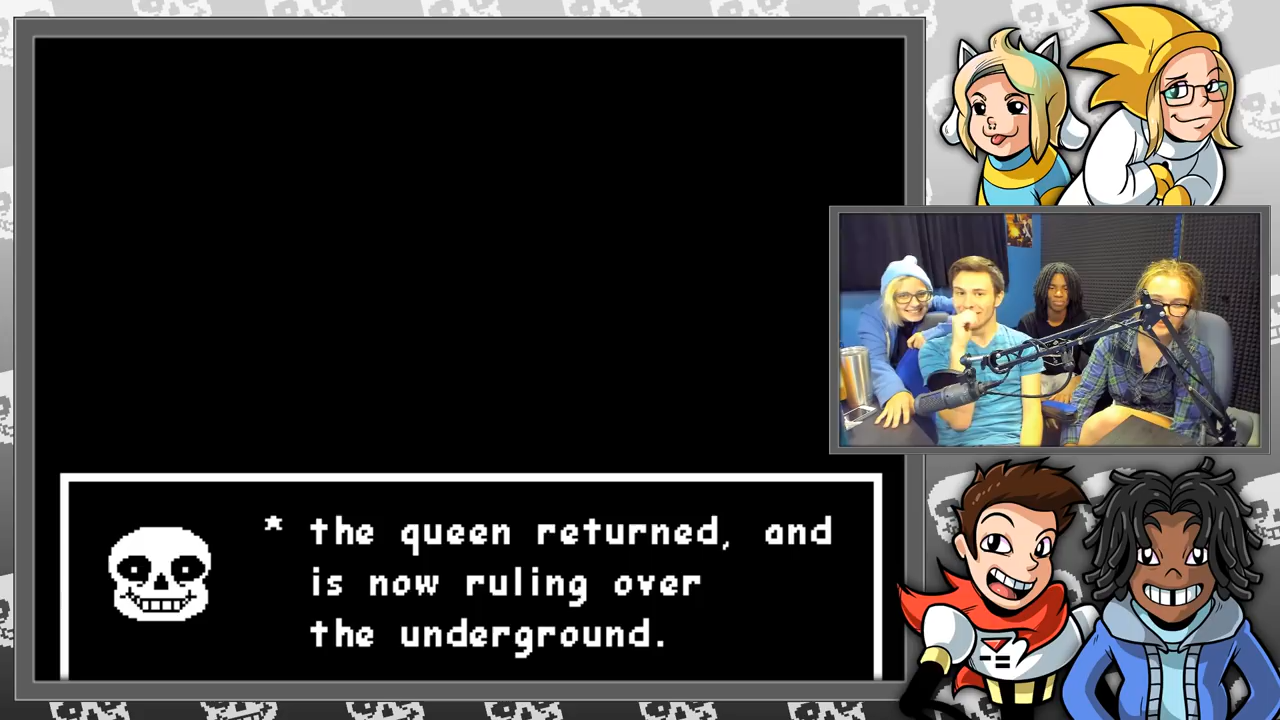 * the queen returned, and
is now ruling over
the underground.